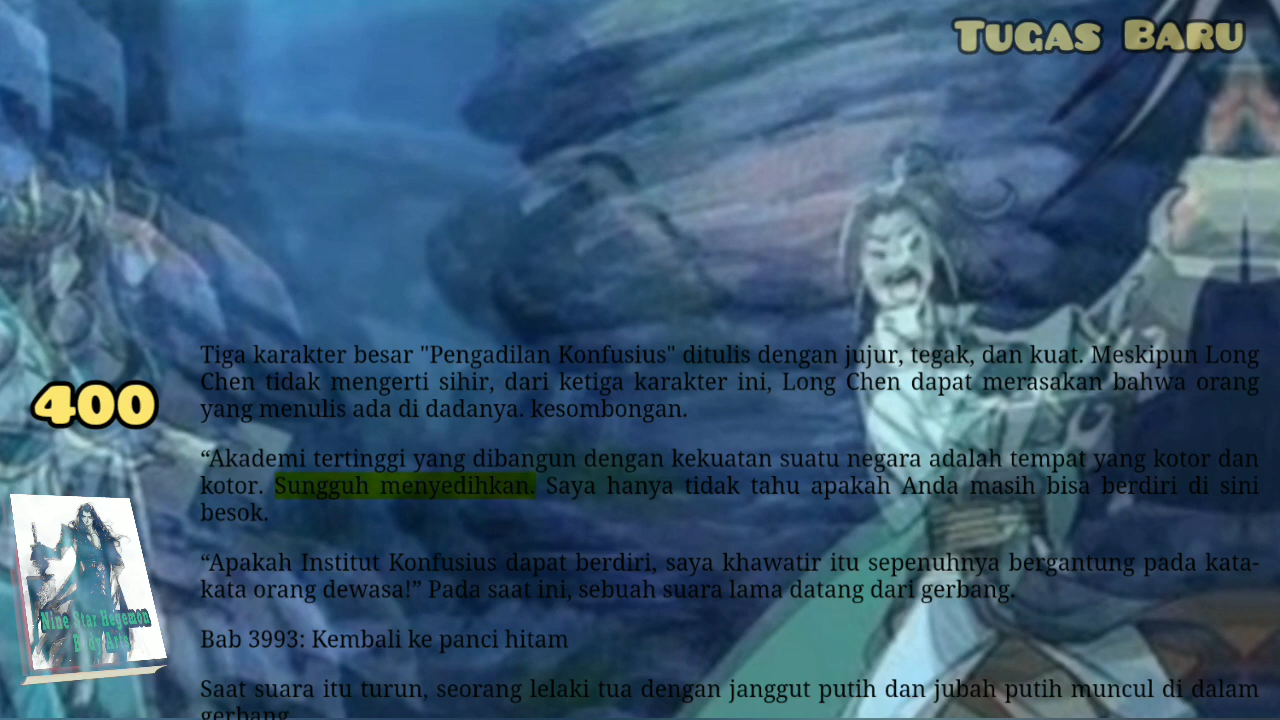 Tugas Baru
Tiga karakter besar "Pengadilan Konfusius" ditulis dengan jujur, tegak, dan kuat. Meskipun Long
Chen tidak mengerti sihir, dari ketiga karakter ini, Long Chen dapat merasakan bahwa orang
yang menulis ada di dadanya. kesombongan.
400
“Akademi tertinggi yang dibangun dengan kekuatan suatu negara adalah tempat yang kotor dan
kotor. Sungguh menyedihkan. Saya hanya tidak tahu apakah Anda masih bisa berdiri di sini
besok.
“Apakah Institut Konfusius dapat berdiri, saya khawatir itu sepenuhnya bergantung pada kata-
kata orang dewasa!” Pada saat ini, sebuah suara lama datang dari gerbang.
Nine Star Hegemon
Body Arts
Bab 3993: Kembali ke panci hitam
Saat suara itu turun, seorang lelaki tua dengan janggut putih dan jubah putih muncul di dalam
gerbang